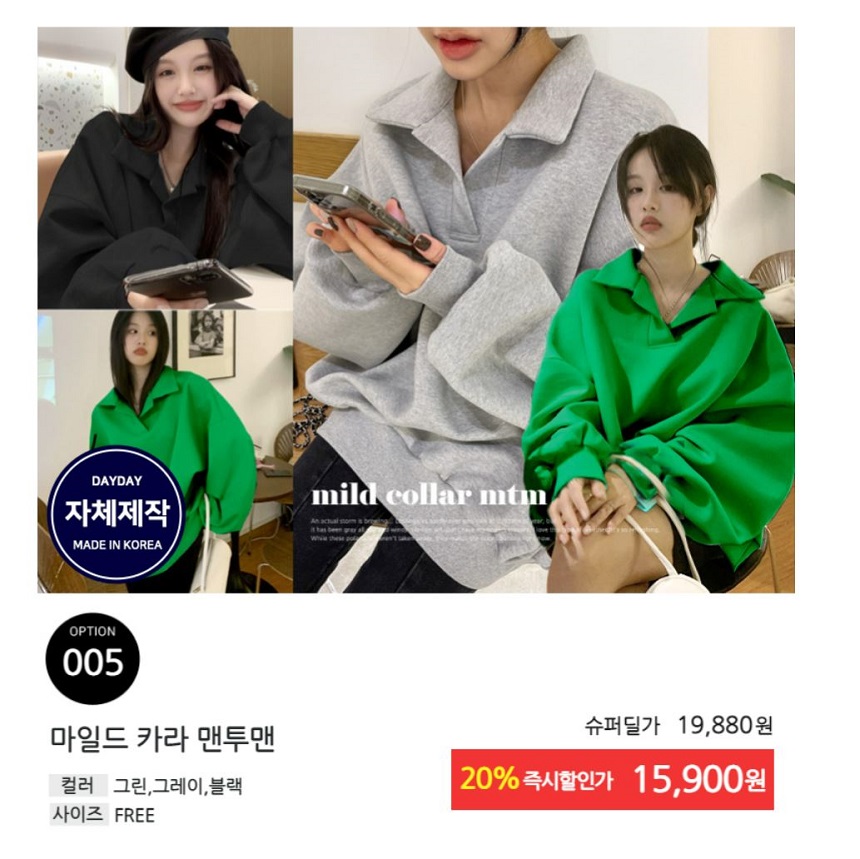 mild collar mtm
DAYDAY
자체제작
MADE IN KOREA
OPTION
005
마일드 카라 맨투맨
컬러 그린,그레이,블랙
사이즈 FREE
슈퍼딜가 19,880원
20% 즉시할인가 15,900원